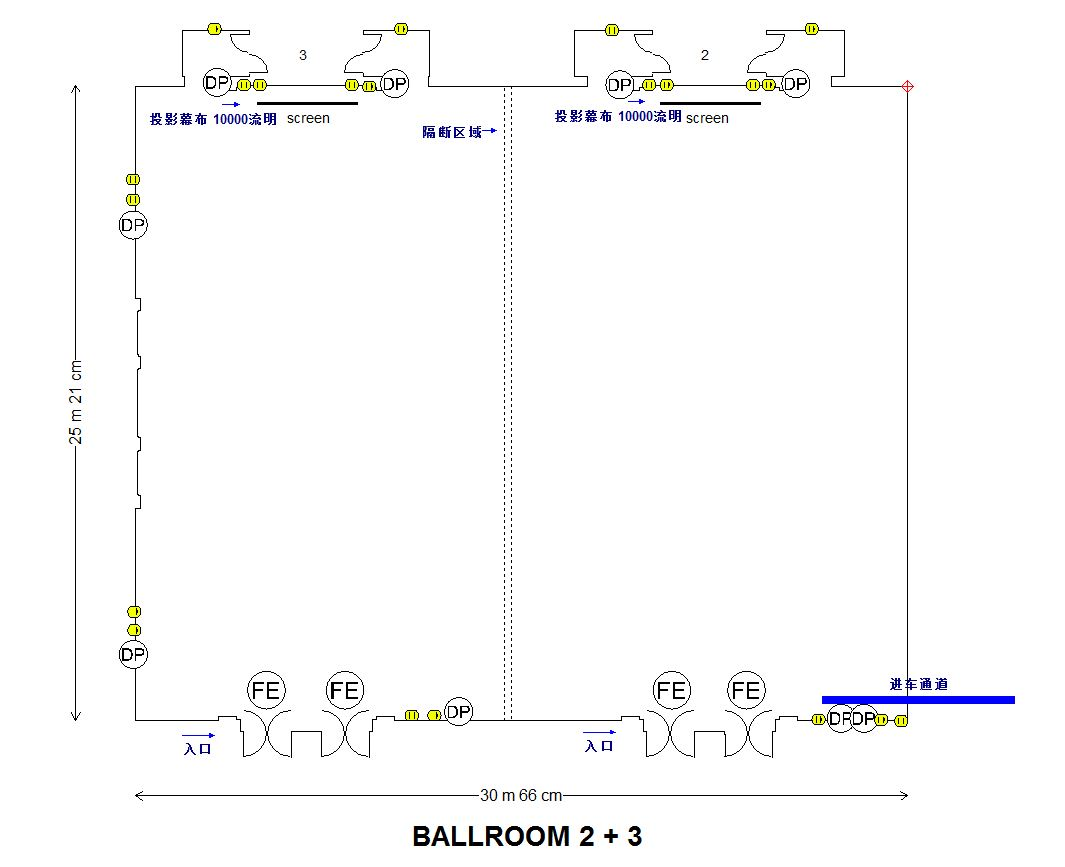 3
2
DP
DP
DP
DP
投影幕布 10000流明 screen
投影幕布 10000流明 screen
隔断区域
DP
25 m 21 cm
DP
FE
FE
FE
FE
进车通道
DP
DP
DP
入口
入口
30 m 66 cm
BALLROOM 2 + 3